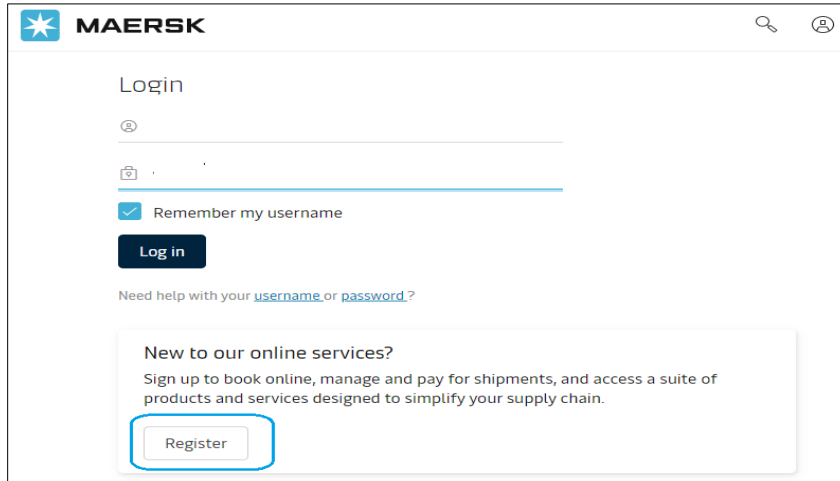 MAERSK
Login
Remember my username
Log in
Need help with your username or password ?
New to our online services?
Sign up to book online, manage and pay for shipments, and access a suite of
products and services designed to simplify your supply chain.
Register